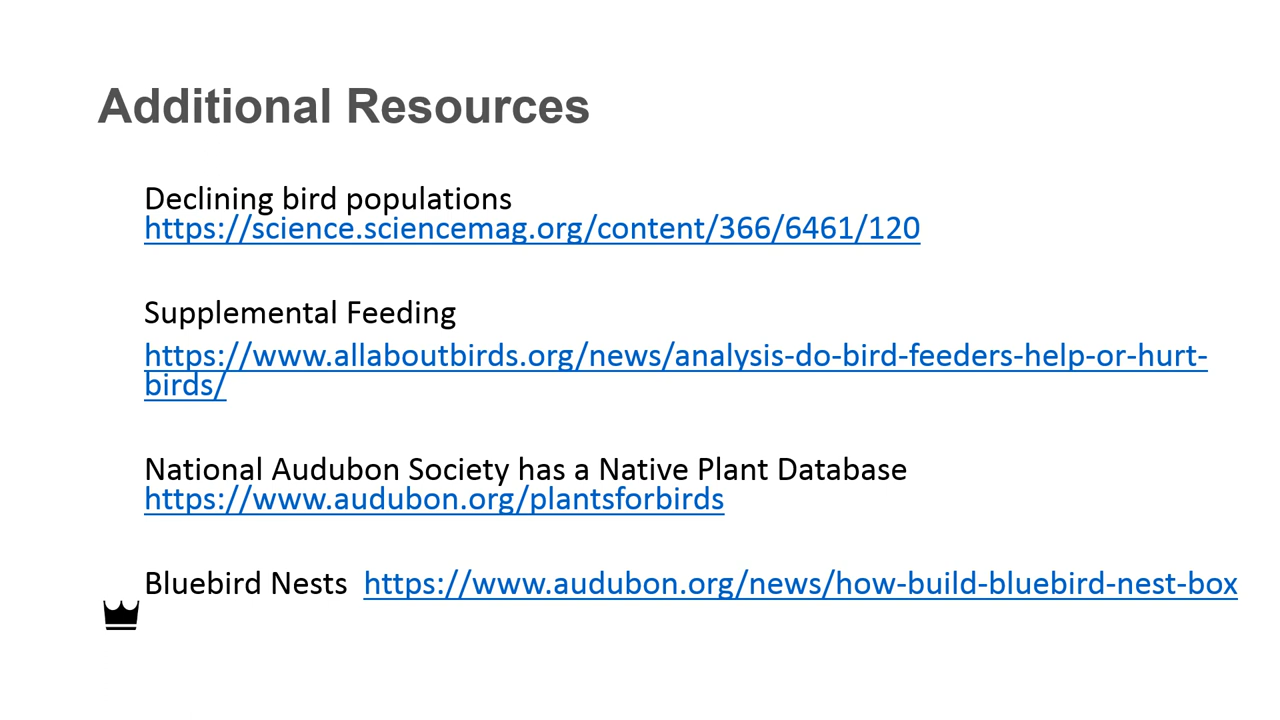 Additional Resources
Declining bird populations
https://science.sciencemag.org/content/366/6461/120
Supplemental Feeding
https://www.allaboutbirds.org/news/analysis-do-bird-feeders-help-or-hurt-
birds/
National Audubon Society has a Native Plant Database
https://www.audubon.org/plantsforbirds
Bluebird Nests  https://www.audubon.org/news/how-build-bluebird-nest-box